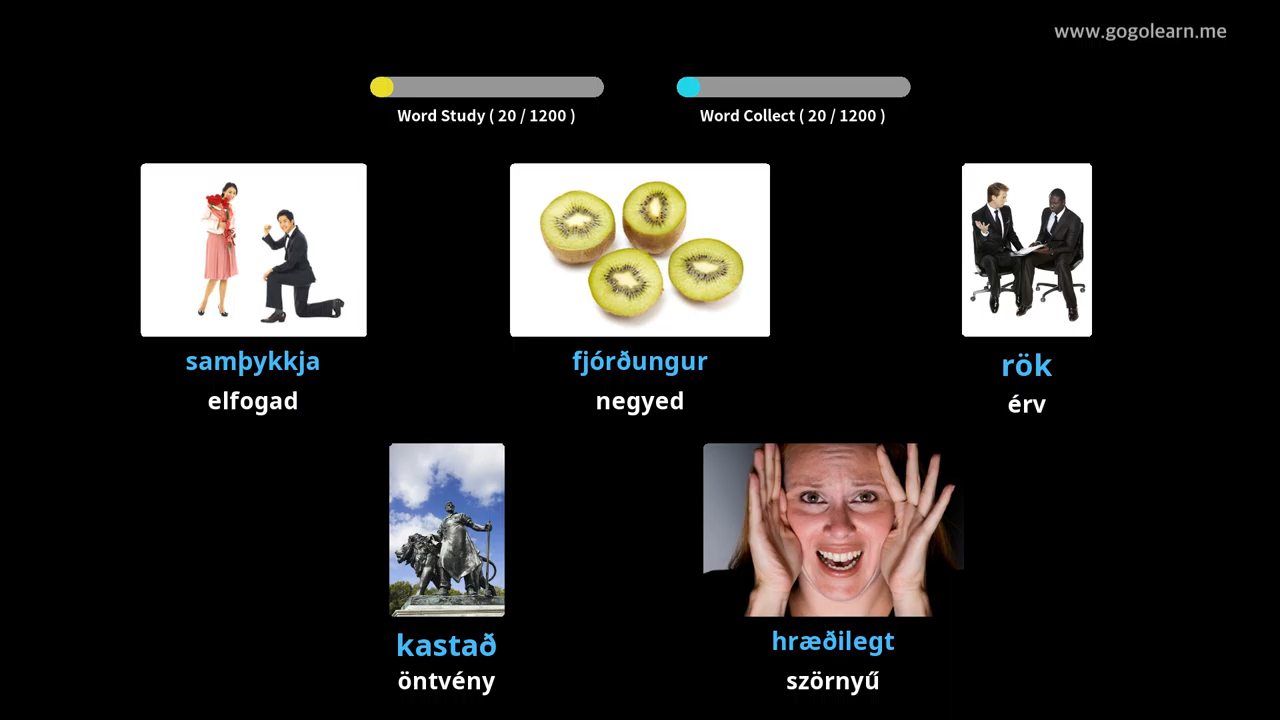 www.gogolearn.me
Word Study ( 20 / 1200 )
Word Collect ( 20 / 1200 )
samþykkja
elfogad
fjórðungur
negyed
rök
érv
kastað
öntvény
hræðilegt
szörnyű